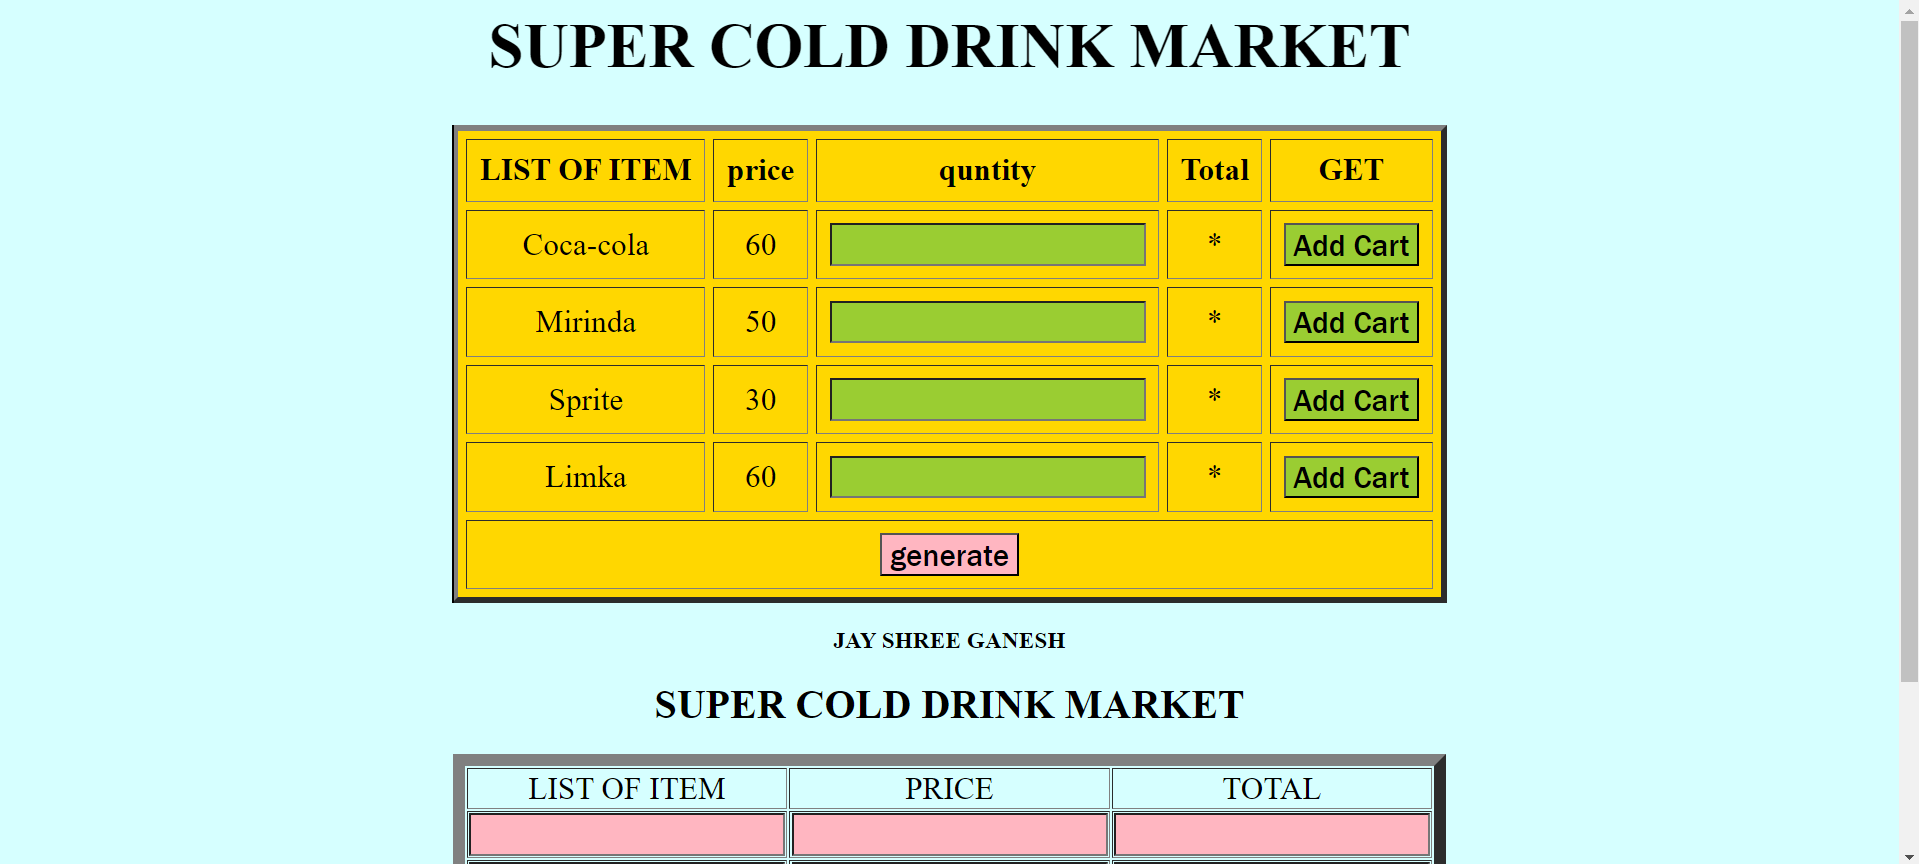 SUPER COLD DRINK MARKET
LIST OF ITEM price quntity Total GET
Coca-cola 60 * Add Cart
Mirinda 50 * Add Cart
Sprite 30 * Add Cart
Limka 60 * Add Cart
generate
JAY SHREE GANESH
SUPER COLD DRINK MARKET
LIST OF ITEM PRICE TOTAL